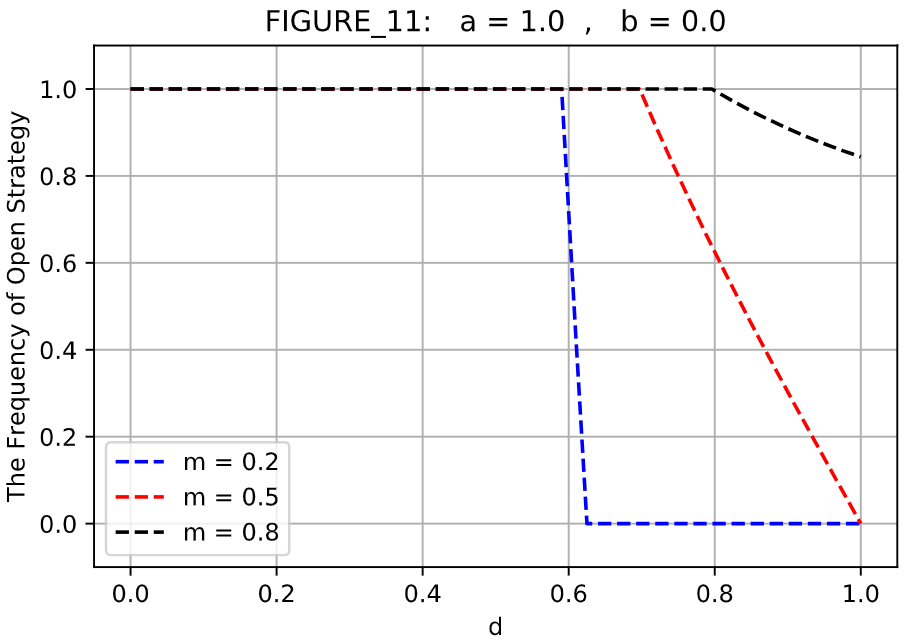 FIGURE_11: a = 1.0 , b = 0.0
The Frequency of Open Strategy
1.0
0.8
0.6
0.4
0.2
0.0
m = 0.2
m = 0.5
m = 0.8
0.0 0.2 0.4 0.6 0.8 1.0
d